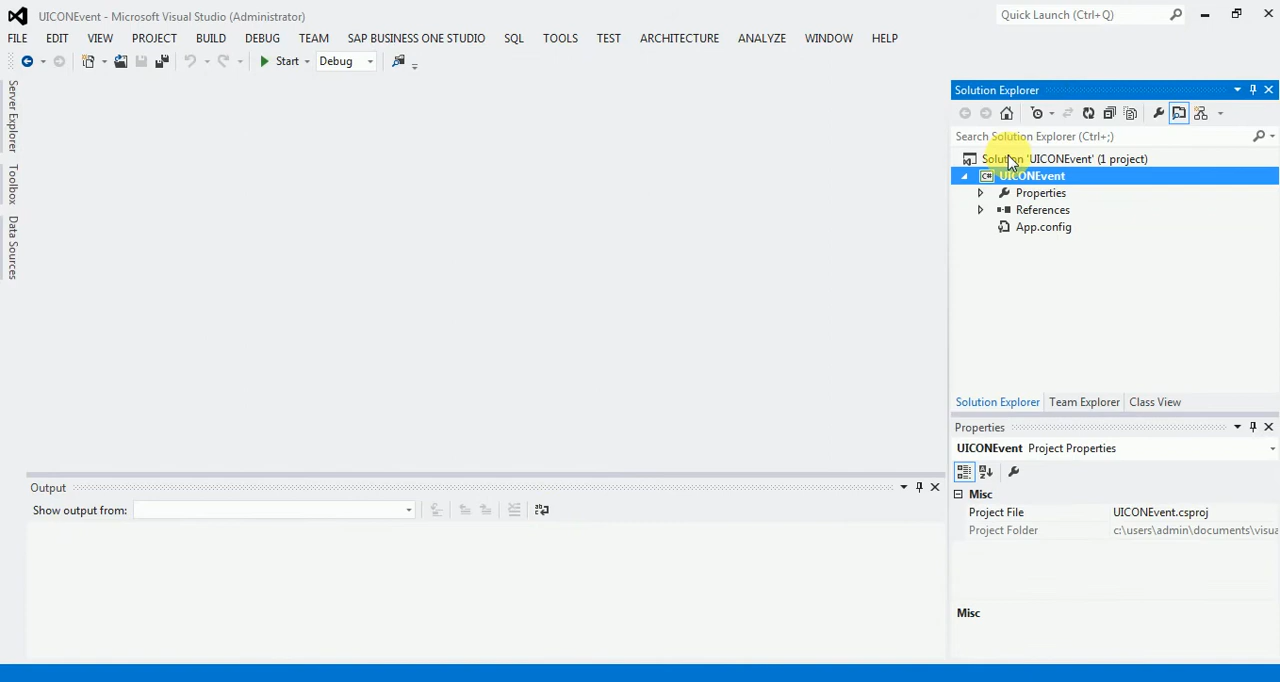 UICONEvent - Microsoft Visual Studio (Administrator)
Quick Launch (Ctrl+Q)
FILE EDIT VIEW PROJECT BUILD DEBUG TEAM SAP BUSINESS ONE STUDIO SQL TOOLS TEST ARCHITECTURE ANALYZE WINDOW HELP
Start Debug
Server Explorer
Toolbox
Data Sources
Solution Explorer
Search Solution Explorer (Ctrl+;)
Solution 'UICONEvent' (1 project)
C# UICONEvent
Properties
References
App.config
Solution Explorer Team Explorer Class View
Properties
UICONEvent Project Properties
Misc
Project File UICONEvent.csproj
Project Folder c:\users\admin\documents\visua
Misc
Output
Show output from: